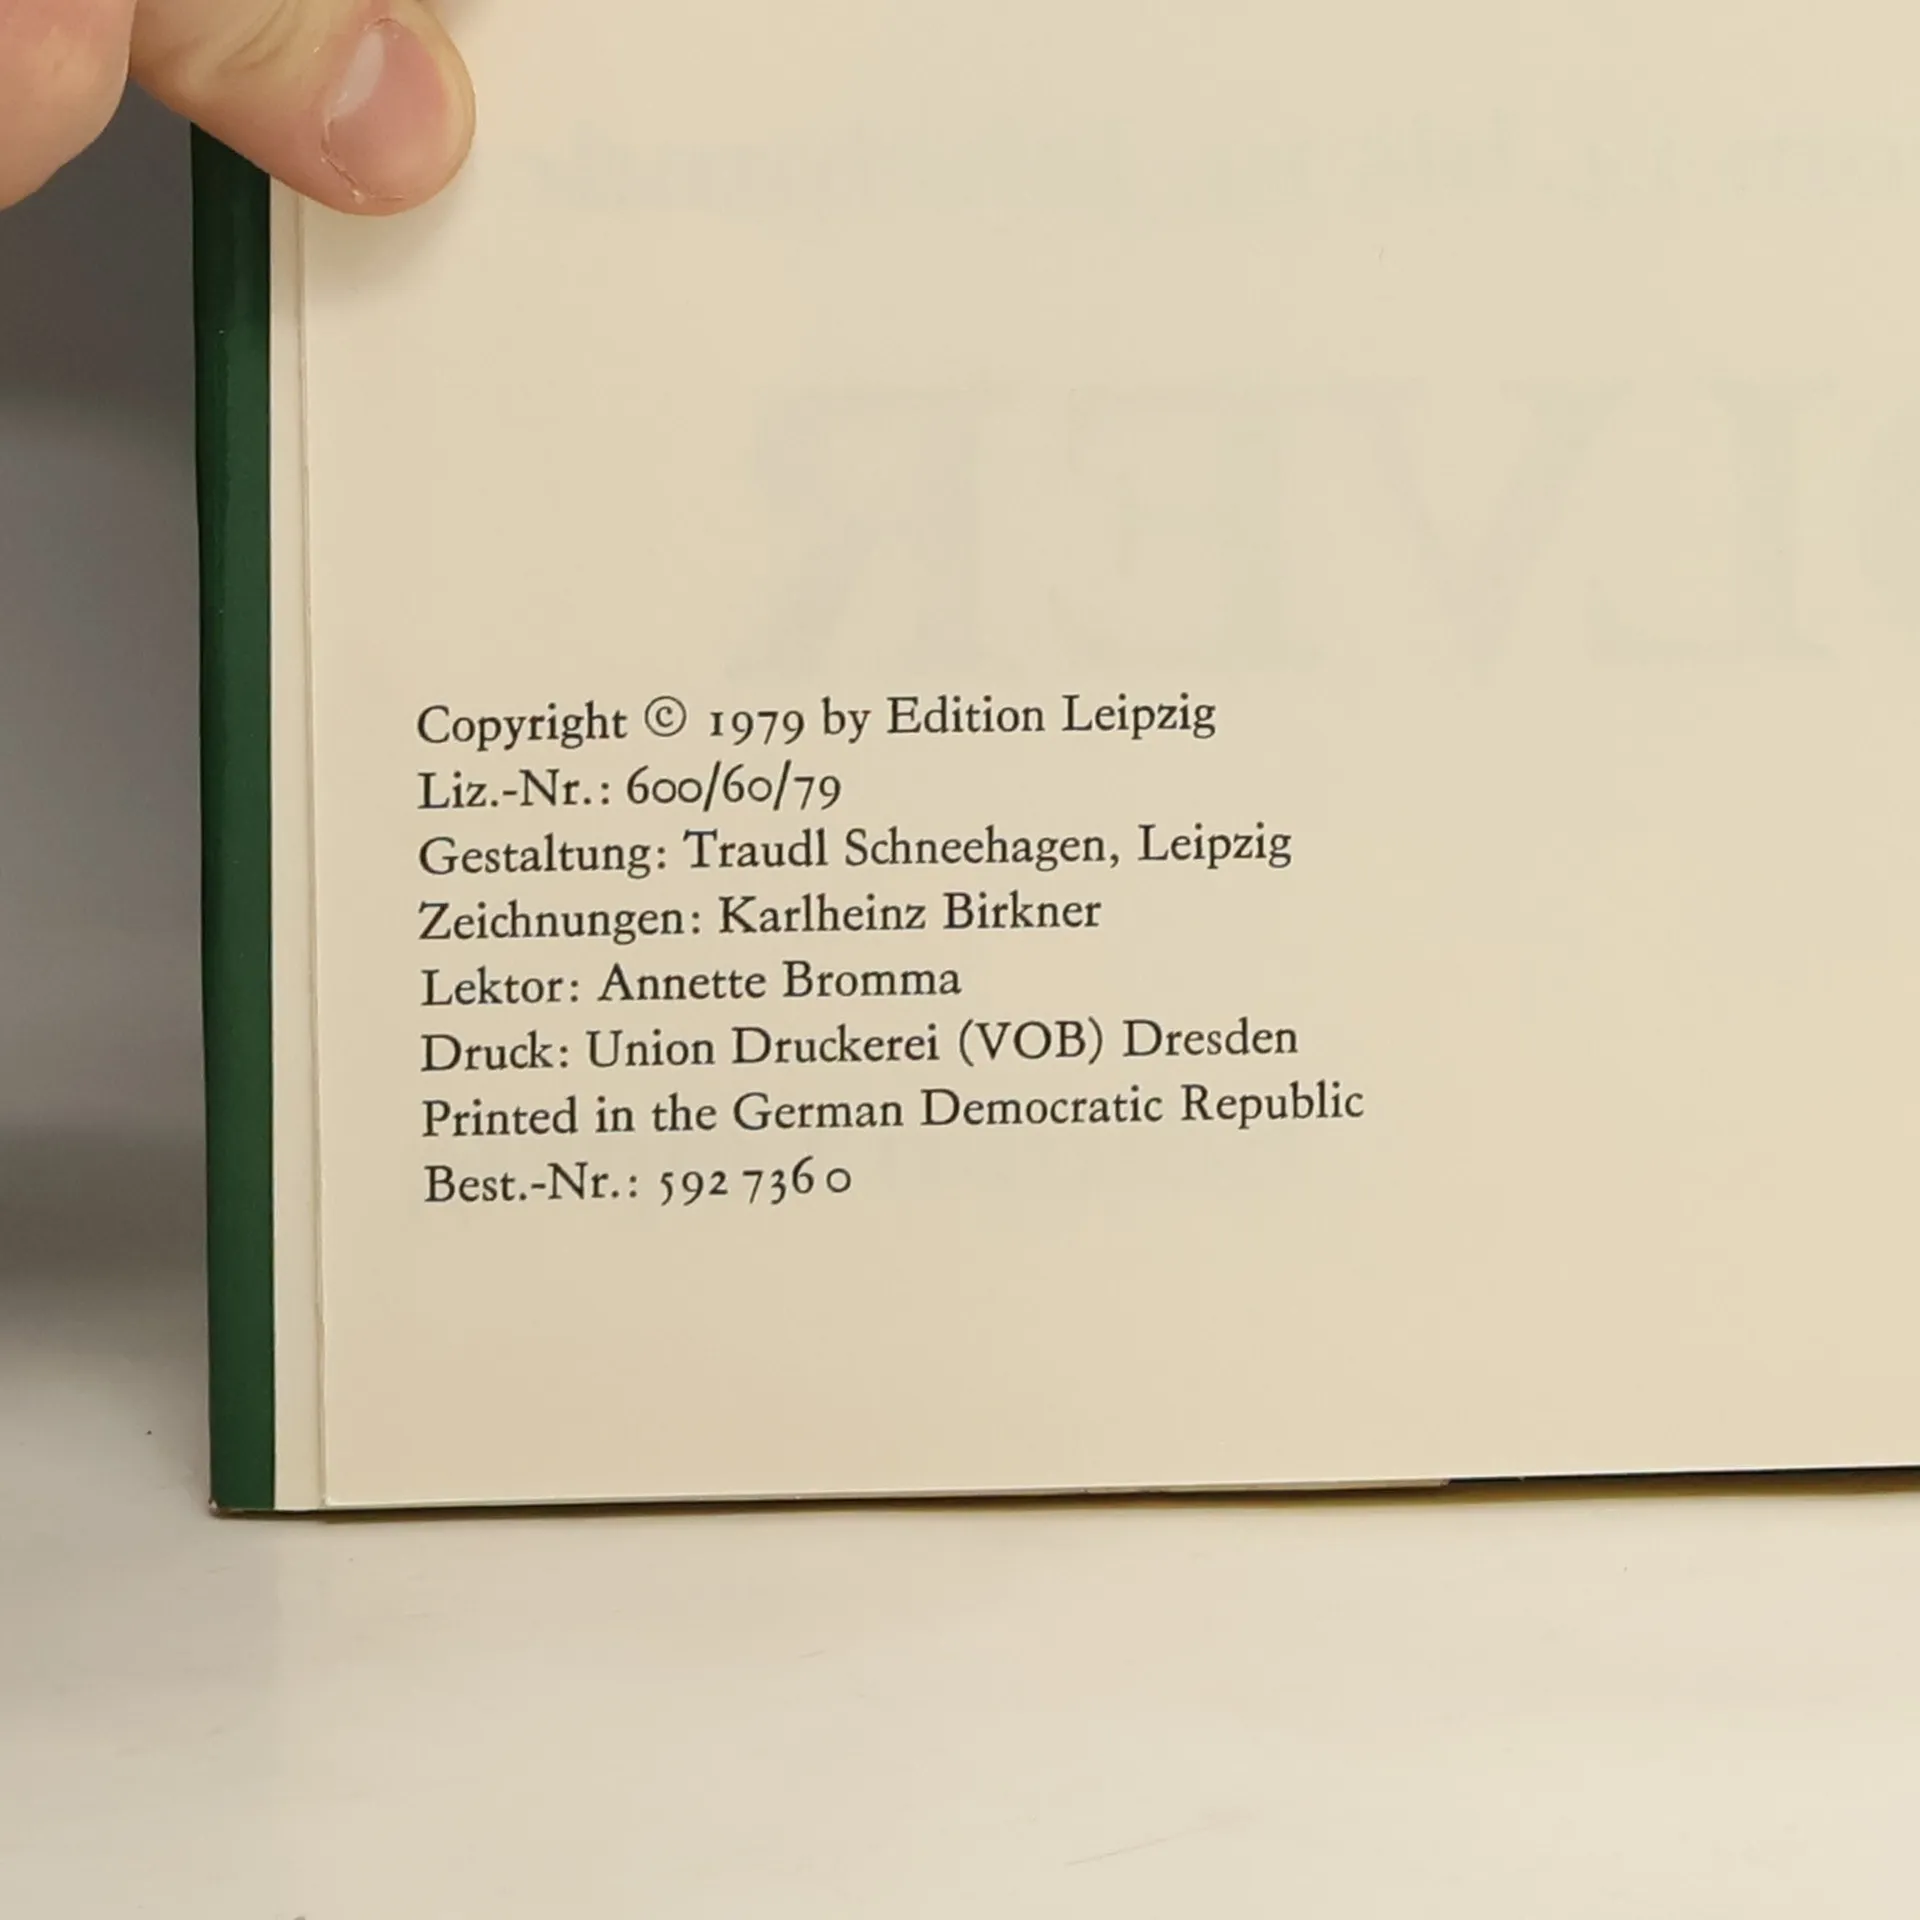 Copyright © 1979 by Edition Leipzig
Liz.-Nr.: 600/60/79
Gestaltung: Traudl Schneehagen, Leipzig
Zeichnungen: Karlheinz Birkner
Lektor: Annette Bromma
Druck: Union Druckerei (VOB) Dresden
Printed in the German Democratic Republic
Best.-Nr.: 592 736 0